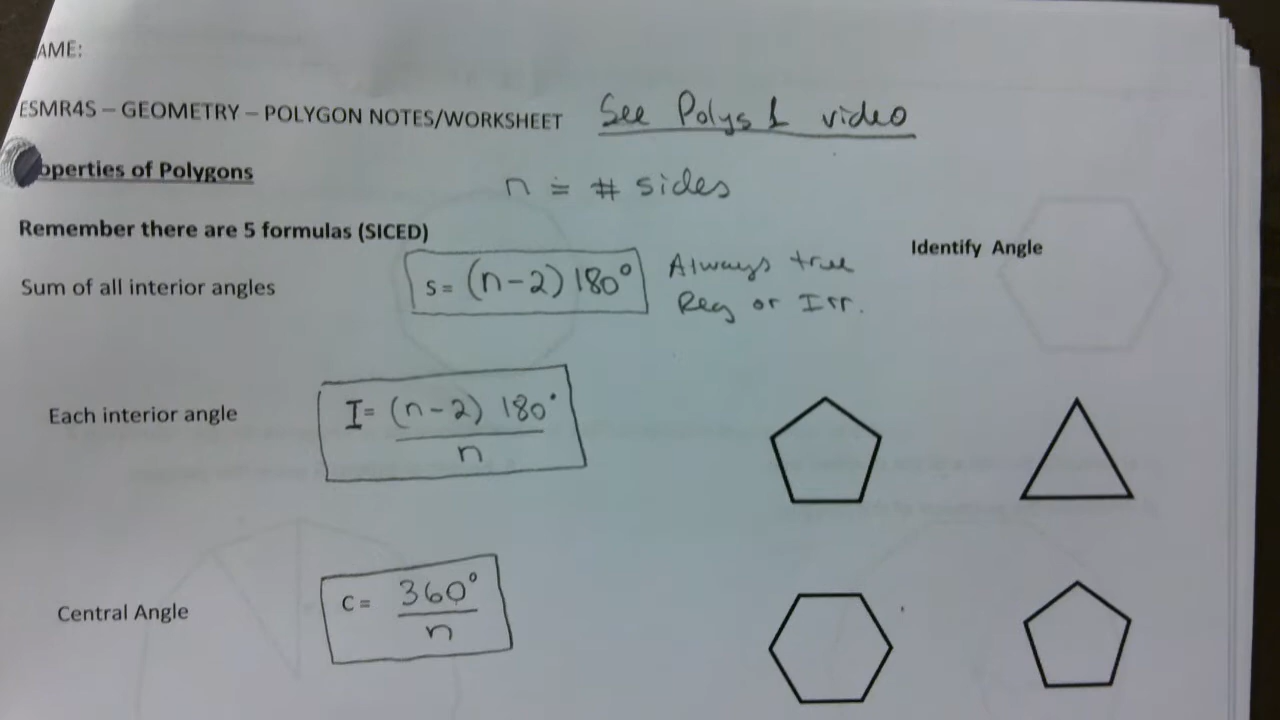 AME:
ESMR4S – GEOMETRY – POLYGON NOTES/WORKSHEET See Polys 1 video
operties of Polygons
n = # sides
Remember there are 5 formulas (SICED)
Identify Angle
Sum of all interior angles s = (n-2) 180° Always true
Reg or Irr.
Each interior angle I = (n-2) 180°
n
Central Angle C = 360°
n